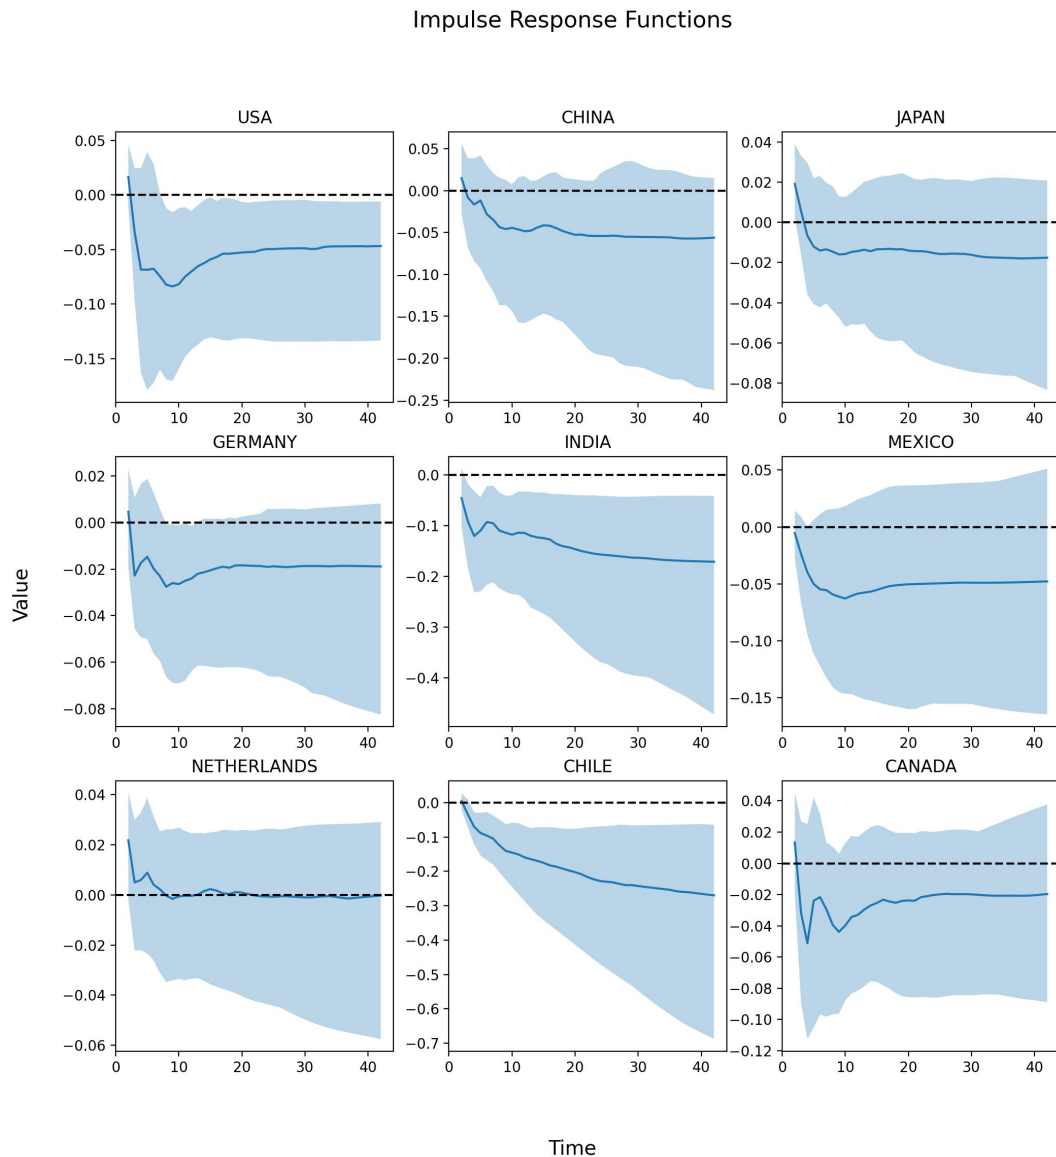 Impulse Response Functions
USA
CHINA
JAPAN
0.05
0.00
−0.05
−0.10
−0.15
0 10 20 30 40
0.05
0.00
−0.05
−0.10
−0.15
−0.20
−0.25
0 10 20 30 40
0.04
0.02
0.00
−0.02
−0.04
−0.06
−0.08
0 10 20 30 40
GERMANY
INDIA
MEXICO
0.02
0.00
−0.02
−0.04
−0.06
−0.08
0 10 20 30 40
0.0
−0.1
−0.2
−0.3
−0.4
0 10 20 30 40
0.05
0.00
−0.05
−0.10
−0.15
0 10 20 30 40
Value
NETHERLANDS
CHILE
CANADA
0.04
0.02
0.00
−0.02
−0.04
−0.06
0 10 20 30 40
0.0
−0.1
−0.2
−0.3
−0.4
−0.5
−0.6
−0.7
0 10 20 30 40
0.04
0.02
0.00
−0.02
−0.04
−0.06
−0.08
−0.10
−0.12
0 10 20 30 40
Time